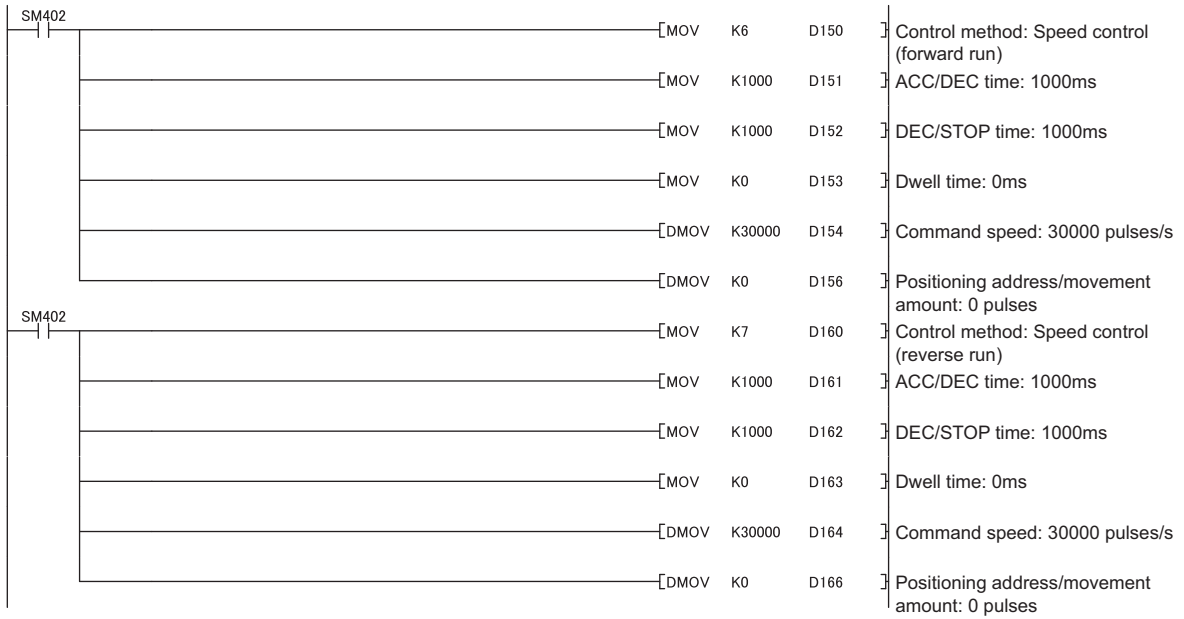 SM402
MOV K6 D150 Control method: Speed control
(forward run)
MOV K1000 D151 ACC/DEC time: 1000ms
MOV K1000 D152 DEC/STOP time: 1000ms
MOV K0 D153 Dwell time: 0ms
DMOV K30000 D154 Command speed: 30000 pulses/s
DMOV K0 D156 Positioning address/movement
amount: 0 pulses
SM402
MOV K7 D160 Control method: Speed control
(reverse run)
MOV K1000 D161 ACC/DEC time: 1000ms
MOV K1000 D162 DEC/STOP time: 1000ms
MOV K0 D163 Dwell time: 0ms
DMOV K30000 D164 Command speed: 30000 pulses/s
DMOV K0 D166 Positioning address/movement
amount: 0 pulses